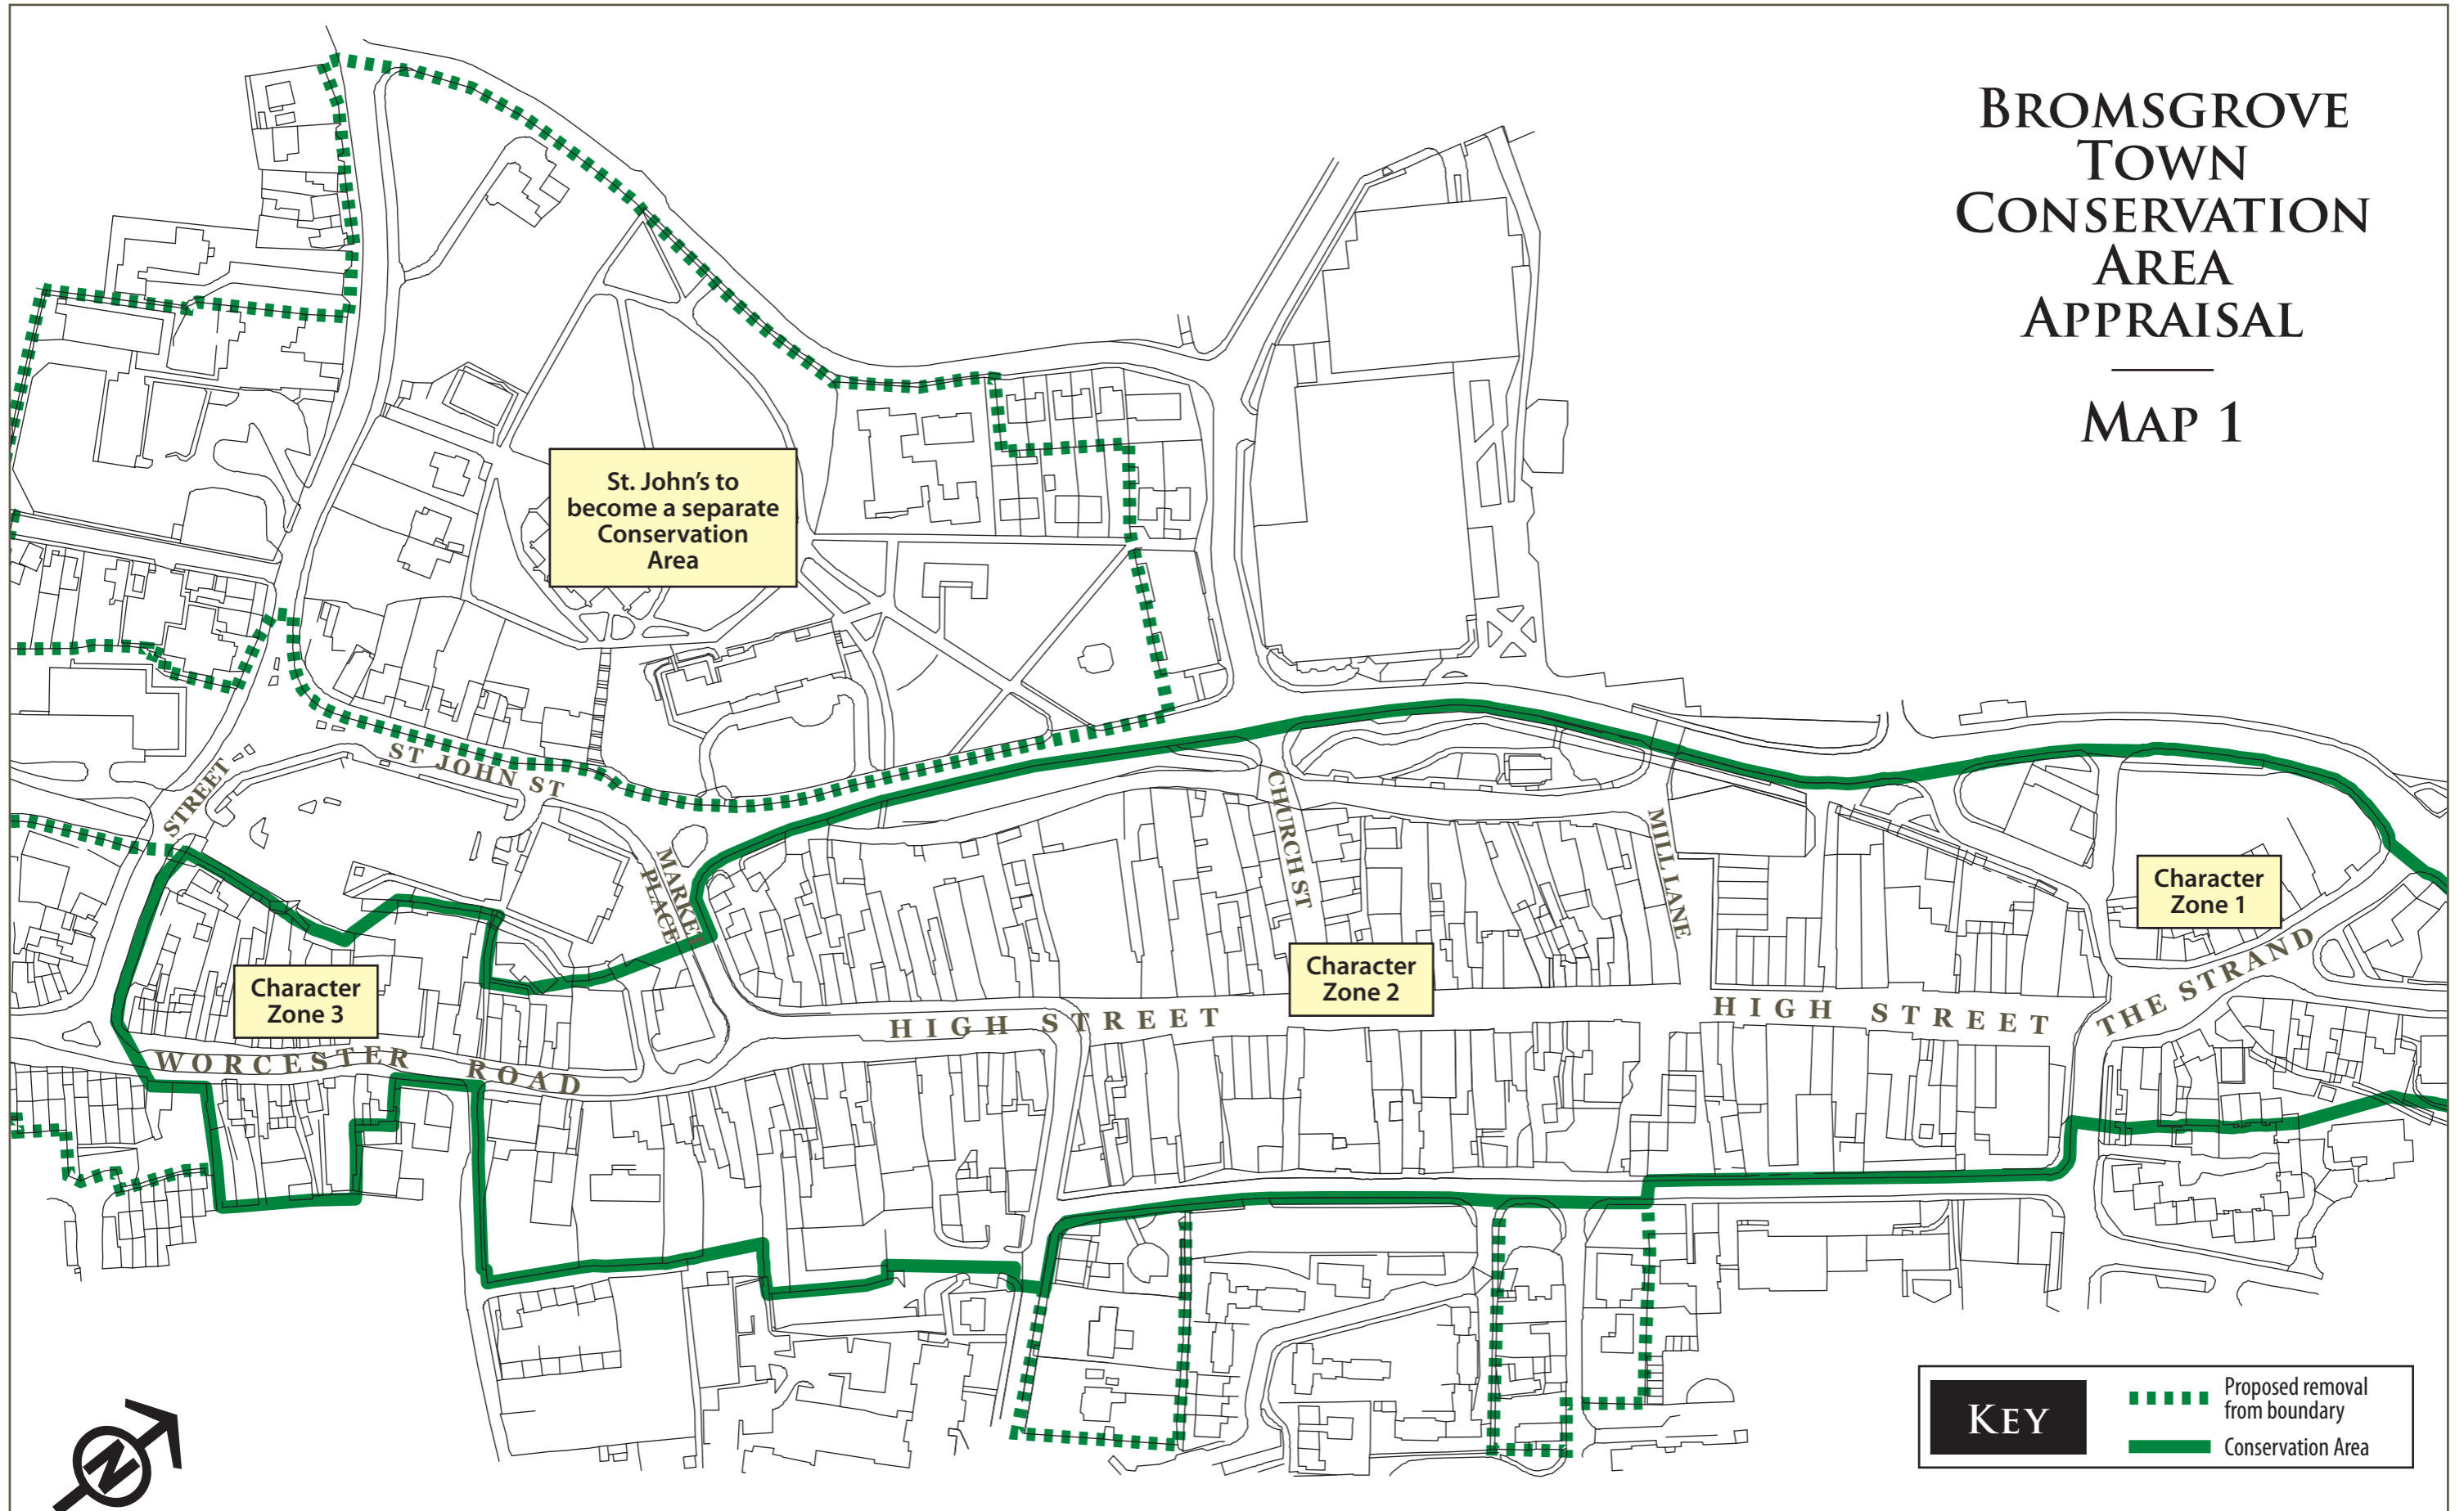 BROMSGROVE
TOWN
CONSERVATION
AREA
APPRAISAL
MAP 1
St. John's to
become a separate
Conservation
Area
STREET
ST JOHN ST
MARKET
PLACE
CHURCH ST
MILL LANE
Character
Zone 1
Character
Zone 2
Character
Zone 3
HIGH STREET
HIGH STREET
THE STRAND
WORCESTER ROAD
N
KEY
Proposed removal
from boundary
Conservation Area